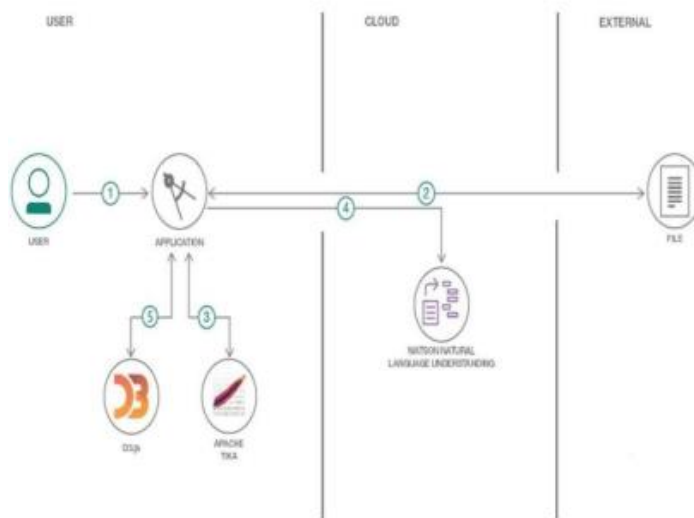 USER
CLOUD
EXTERNAL
1
2
4
USER
APPLICATION
FILE
5
3
WATSON NATURAL
LANGUAGE UNDERSTANDING
D3.js
APACHE
TIKA